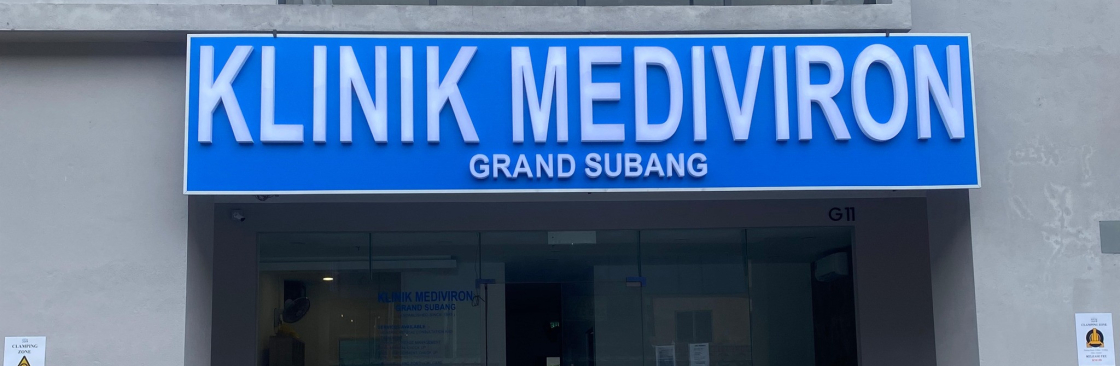 KLINIK MEDIVIRON
GRAND SUBANG
G11
KLINIK MEDIVIRON
GRAND SUBANG
CLAMPING
ZONE